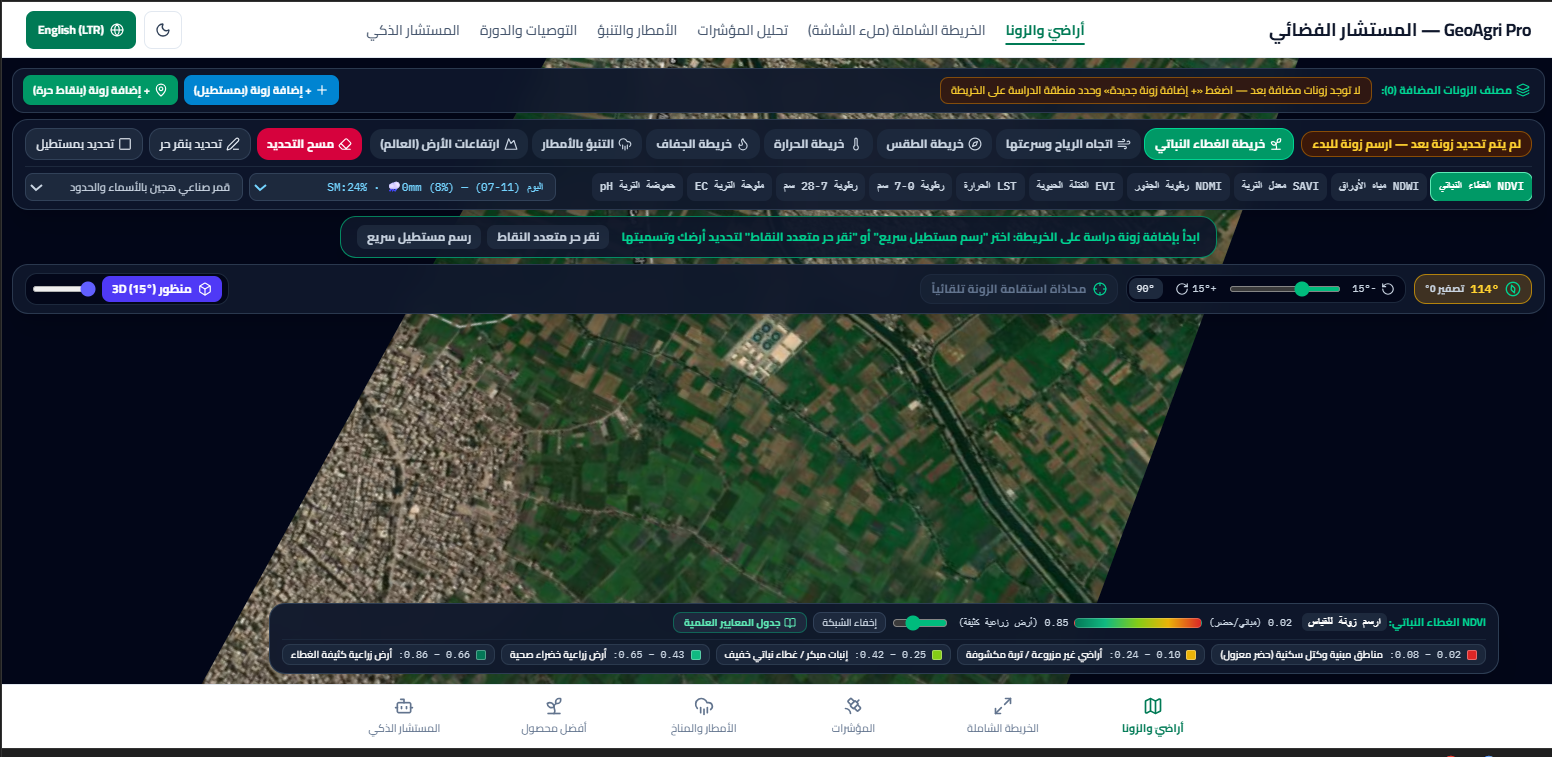 GeoAgri Pro — المستشار الفضائي
أراضيّ والزونا
الخريطة الشاملة (ملء الشاشة)
تحليل المؤشرات
الأمطار والتنبؤ
التوصيات والدورة
المستشار الذكي
English (LTR)
مصنف الزونات المضافة (0):
لا توجد زونات مضافة بعد — اضغط «+ إضافة زونة جديدة» وحدد منطقة الدراسة على الخريطة
+ إضافة زونة (بمستطيل)
+ إضافة زونة (بنقاط حرة)
لم يتم تحديد زونة بعد — ارسم زونة للبدء
خريطة الغطاء النباتي
اتجاه الرياح وسرعتها
خريطة الطقس
خريطة الحرارة
خريطة الجفاف
التنبؤ بالأمطار
ارتفاعات الأرض (العالم)
مسح التحديد
تحديد بنقر حر
تحديد بمستطيل
NDVI الغطاء النباتي
NDWI مياه الأوراق
SAVI معدل التربة
NDMI رطوبة الجذور
EVI الكتلة الحيوية
LST الحرارة
رطوبة 0-7 سم
رطوبة 7-28 سم
ملوحة التربة EC
حموضة التربة pH
اليوم (07-11) — 🌧️0mm (8%) · SM:24%
قمر صناعي هجين بالأسماء والحدود
ابدأ بإضافة زونة دراسة على الخريطة: اختر "رسم مستطيل سريع" أو "نقر حر متعدد النقاط" لتحديد أرضك وتسميتها
نقر حر متعدد النقاط
رسم مستطيل سريع
114° تصفير 0°
-15°
+15°
90°
محاذاة استقامة الزونة تلقائياً
منظور 3D (15°)
NDVI الغطاء النباتي:
ارسم زونة للقياس
0.02 (مباني/حضر)
0.85 (أرض زراعية كثيفة)
إخفاء الشبكة
جدول المعايير العلمية
0.02 – 0.08: مناطق مبنية وكتل سكنية (حضر معزول)
0.10 – 0.24: أراضي غير مزروعة / تربة مكشوفة
0.25 – 0.42: إنبات مبكر / غطاء نباتي خفيف
0.43 – 0.65: أرض زراعية خضراء صحية
0.66 – 0.86: أرض زراعية كثيفة الغطاء
أراضيّ والزونا
الخريطة الشاملة
المؤشرات
الأمطار والمناخ
أفضل محصول
المستشار الذكي